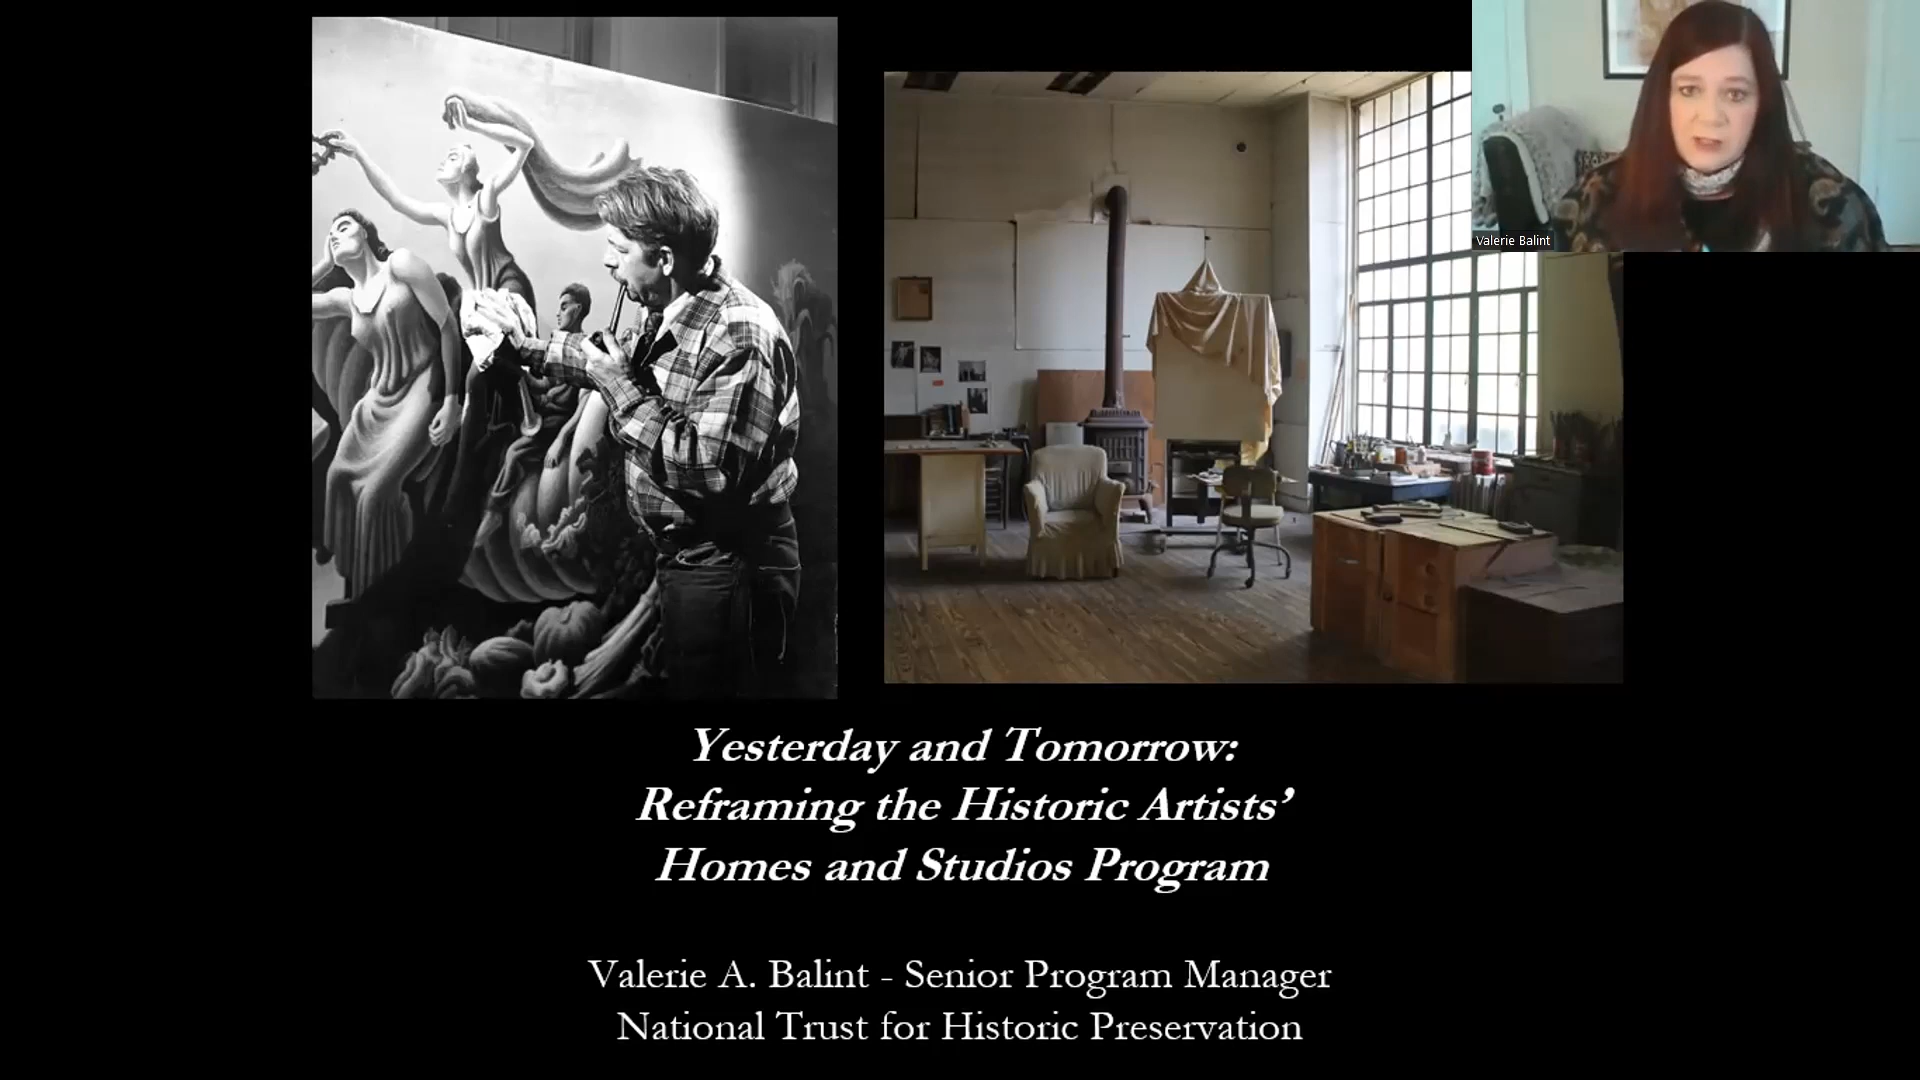 Valerie Balint
Yesterday and Tomorrow:
Reframing the Historic Artists’
Homes and Studios Program
Valerie A. Balint - Senior Program Manager
National Trust for Historic Preservation